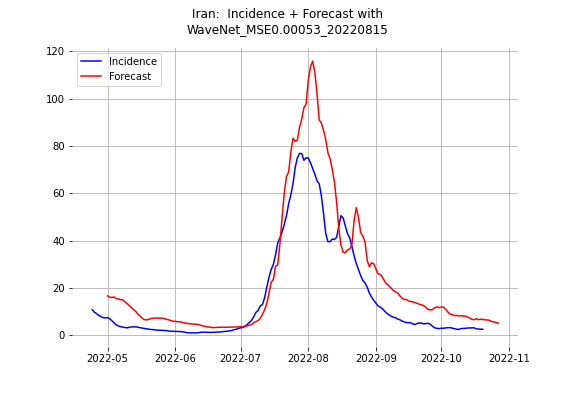 Iran:  Incidence + Forecast with
WaveNet_MSE0.00053_20220815
Incidence
Forecast
120
100
80
60
40
20
0
2022-05 2022-06 2022-07 2022-08 2022-09 2022-10 2022-11